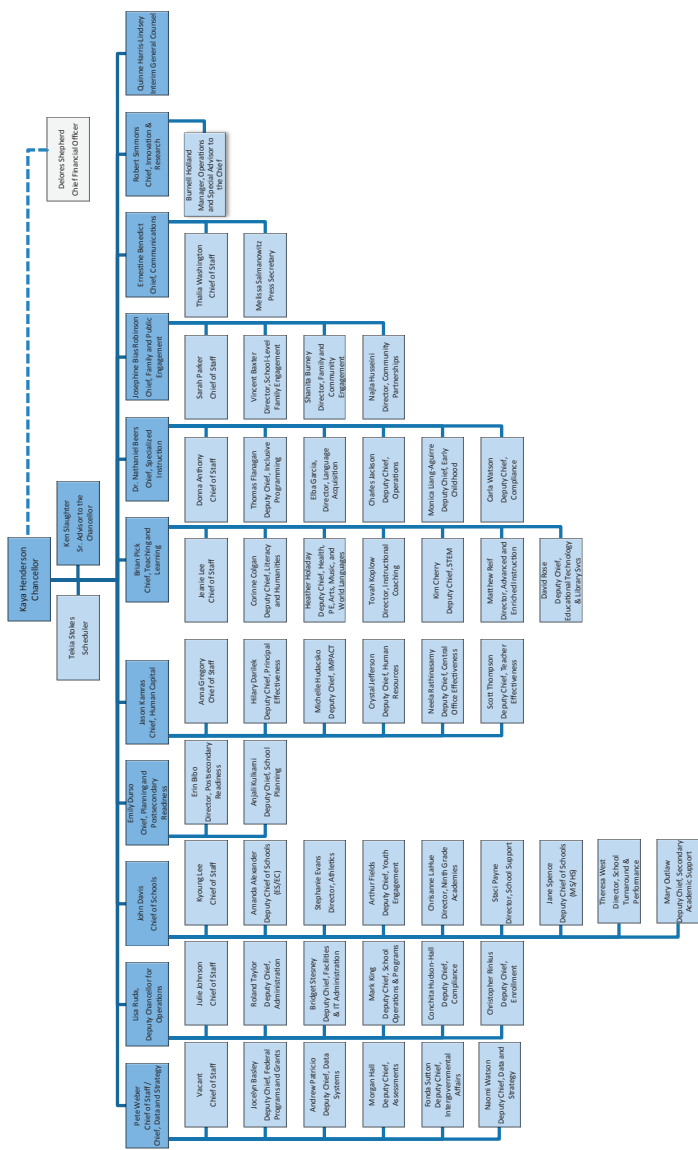 Kaya Henderson
Chancellor
Delores Shepherd
Chief Financial Officer
Tekia Stokes
Scheduler
Ken Slaughter
Sr. Advisor to the
Chancellor
Pete Weber
Chief of Staff /
Chief, Data and Strategy
Vacant
Chief of Staff
Jocelyn Basley
Deputy Chief, Federal
Programs and Grants
Andrew Patricio
Deputy Chief, Data
Systems
Morgan Hall
Deputy Chief,
Assessments
Fonda Sutton
Deputy Chief,
Intergovernmental
Affairs
Naomi Watson
Deputy Chief, Data and
Strategy
Lisa Ruda,
Deputy Chancellor for
Operations
Julie Johnson
Chief of Staff
Roland Taylor
Deputy Chief,
Administration
Bridget Stesney
Deputy Chief, Facilities
& IT Administration
Mark King
Deputy Chief, School
Operations & Programs
Conchita Hudson-Hall
Deputy Chief,
Compliance
Christopher Rinkus
Deputy Chief,
Enrollment
John Davis
Chief of Schools
Kyoung Lee
Chief of Staff
Amanda Alexander
Deputy Chief of Schools
(ES/EC)
Stephanie Evans
Director, Athletics
Arthur Fields
Deputy Chief, Youth
Engagement
Chrisanne LaHue
Director, Ninth Grade
Academies
Staci Payne
Director, School Support
Jane Spence
Deputy Chief of Schools
(MS/HS)
Theresa West
Director, School
Turnaround &
Performance
Mary Outlaw
Deputy Chief, Secondary
Academic Support
Emily Durso
Chief, Planning and
Postsecondary
Readiness
Erin Bibo
Director, Postsecondary
Readiness
Anjali Kulkarni
Deputy Chief, School
Planning
Jason Kamras
Chief, Human Capital
Anna Gregory
Chief of Staff
Hilary Darilek
Deputy Chief, Principal
Effectiveness
Michelle Hudacsko
Deputy Chief, IMPACT
Crystal Jefferson
Deputy Chief, Human
Resources
Neela Rathinasamy
Deputy Chief, Central
Office Effectiveness
Scott Thompson
Deputy Chief, Teacher
Effectiveness
Brian Pick
Chief, Teaching and
Learning
Jeanie Lee
Chief of Staff
Corinne Colgan
Deputy Chief, Literacy
and Humanities
Heather Holaday
Deputy Chief, Health,
PE, Arts, Music, and
World Languages
Tovah Koplow
Director, Instructional
Coaching
Kim Cherry
Deputy Chief, STEM
Matthew Reif
Director, Advanced and
Enriched Instruction
David Rose
Deputy Chief,
Educational Technology
& Library Svcs
Dr. Nathaniel Beers
Chief, Specialized
Instruction
Donna Anthony
Chief of Staff
Thomas Flanagan
Deputy Chief, Inclusive
Programming
Elba Garcia,
Director, Language
Acquisition
Charles Jackson
Deputy Chief,
Operations
Monica Liang-Aguirre
Deputy Chief, Early
Childhood
Carla Watson
Deputy Chief,
Compliance
Josephine Bias Robinson
Chief, Family and Public
Engagement
Sarah Parker
Chief of Staff
Vincent Baxter
Director, School-Level
Family Engagement
Shanita Burney
Director, Family and
Community
Engagement
Najla Husseini
Director, Community
Partnerships
Ernestine Benedict
Chief, Communications
Thalia Washington
Chief of Staff
Melissa Salmanowitz
Press Secretary
Robert Simmons
Chief, Innovation &
Research
Burnell Holland
Manager, Operations
and Special Advisor to
the Chief
Quinne Harris-Lindsey
Interim General Counsel